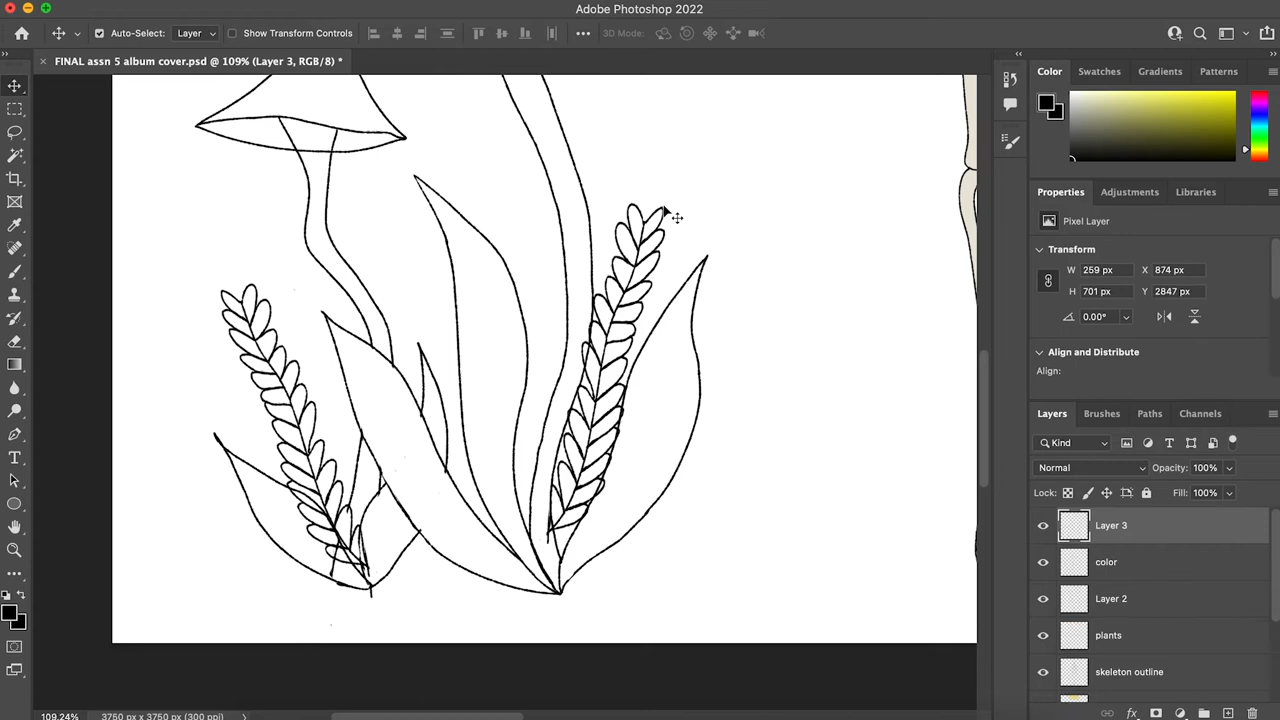 Adobe Photoshop 2022
Auto-Select: Layer Show Transform Controls 3D Mode:
FINAL assn 5 album cover.psd @ 109% (Layer 3, RGB/8) *
Color Swatches Gradients Patterns
Properties Adjustments Libraries
Pixel Layer
Transform
W 259 px X 874 px
H 701 px Y 2847 px
0.00°
Align and Distribute
Align:
Layers Brushes Paths Channels
Kind
Normal Opacity: 100%
Lock: Fill: 100%
Layer 3
color
Layer 2
plants
skeleton outline
109.24% 3750 px x 3750 px (300 ppi)